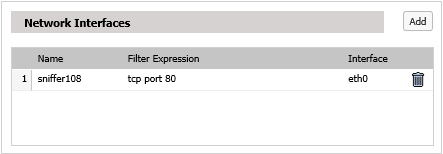 Network Interfaces
Add
Name Filter Expression Interface
1 sniffer108 tcp port 80 eth0